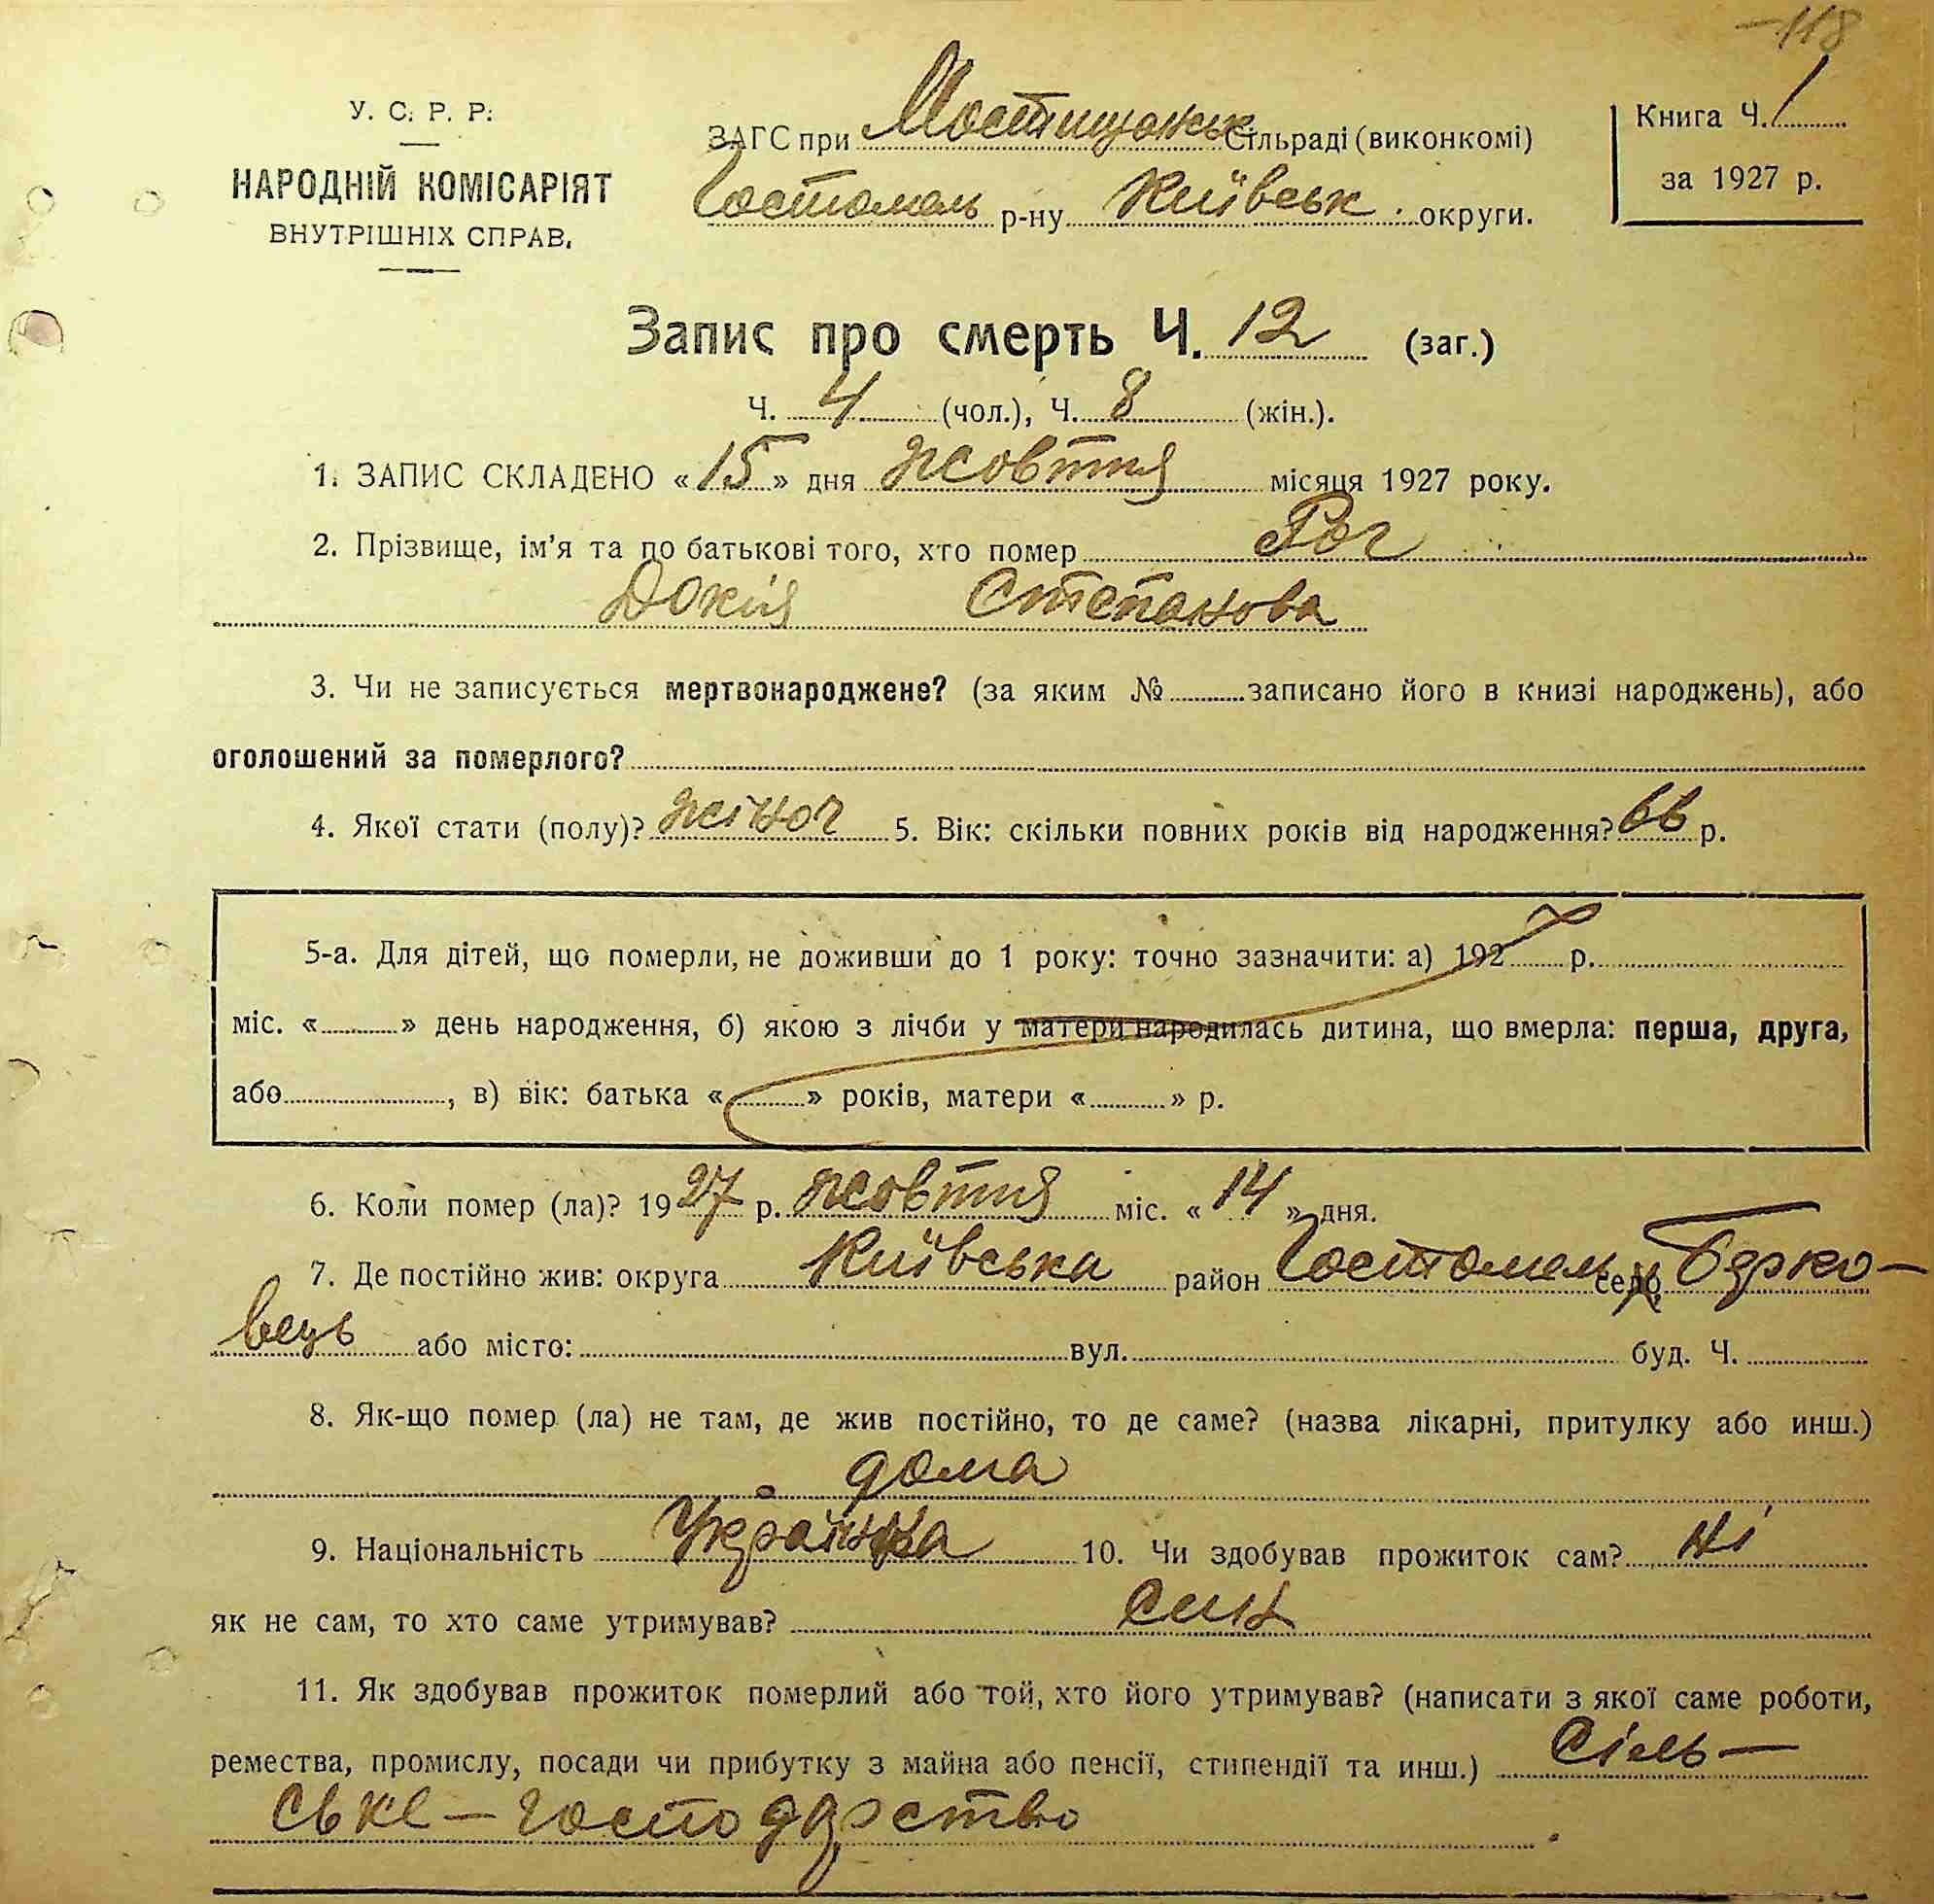 -118
У. С. Р. Р.
НАРОДНІЙ КОМІСАРІЯТ
ВНУТРІШНІХ СПРАВ.
ЗАГС при Мостищанськ Сільраді (виконкомі)
Гостомель р-ну Київськ. округи.
Книга Ч. 1
за 1927 р.
Запис про смерть Ч. 12 (заг.)
Ч. 4 (чол.), Ч. 8 (жін.).
1. ЗАПИС СКЛАДЕНО «15» дня жовтня місяця 1927 року.
2. Прізвище, ім'я та по батькові того, хто помер Рог
Докія Степанова
3. Чи не записується мертвонароджене? (за яким № записано його в книзі народжень), або
оголошений за померлого?
4. Якої стати (полу)? жіноч 5. Вік: скільки повних років від народження? 66 р.
5-а. Для дітей, що померли, не доживши до 1 року: точно зазначити: а) 192 р.
міс. « » день народження, б) якою з лічби у матери народилась дитина, що вмерла: перша, друга,
або , в) вік: батька « » років, матери « » р.
6. Коли помер (ла)? 1927 р. жовтня міс. «14» дня.
7. Де постійно жив: округа Київська район Гостомель село, х Берко-
вець або місто: вул. буд. Ч.
8. Як-що помер (ла) не там, де жив постійно, то де саме? (назва лікарні, притулку або инш.)
дома
9. Національність Українка 10. Чи здобував прожиток сам? ні
як не сам, то хто саме утримував? син
11. Як здобував прожиток померлий або той, хто його утримував? (написати з якої саме роботи,
ремества, промислу, посади чи прибутку з майна або пенсії, стипендії та инш.) Сіль-
ське-господарство